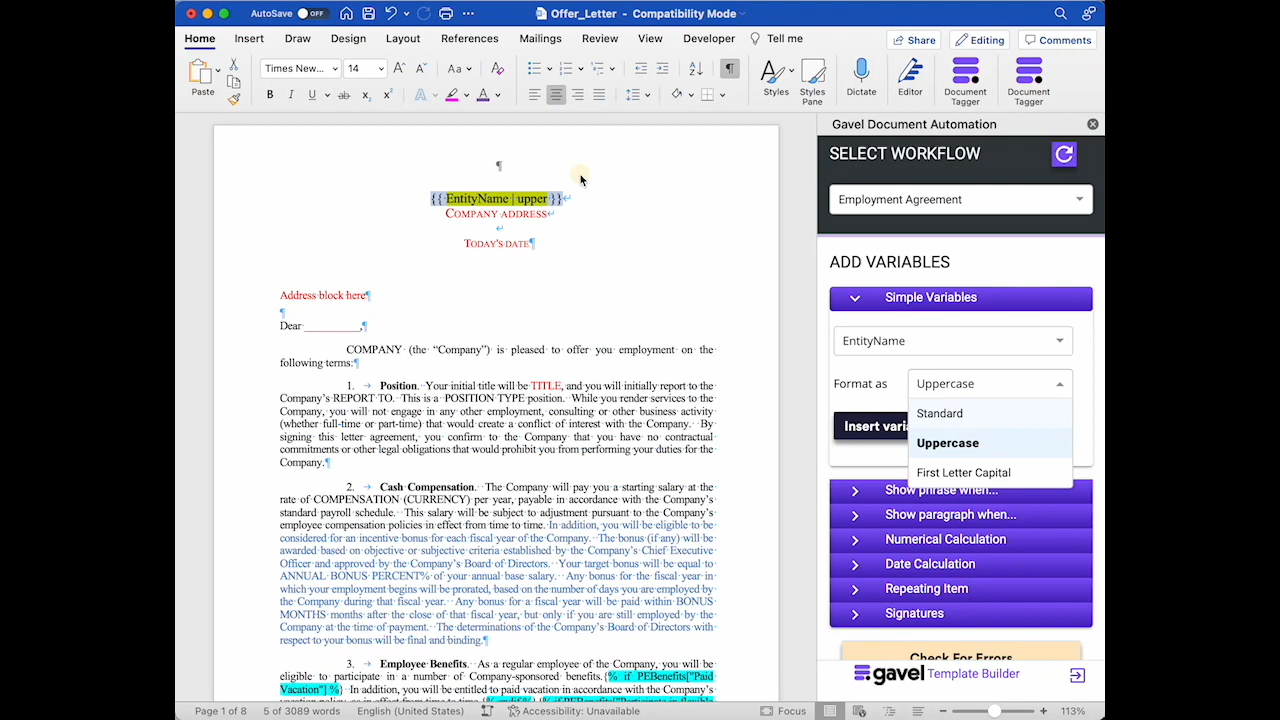 AutoSave OFF Offer_Letter - Compatibility Mode
Home Insert Draw Design Layout References Mailings Review View Developer Tell me Share Editing Comments
Paste Times New... 14 Aa Styles Styles Pane Dictate Editor Document Tagger Document Tagger
Gavel Document Automation
SELECT WORKFLOW
Employment Agreement
ADD VARIABLES
Simple Variables
EntityName
Format as Uppercase
Standard
Insert varia
Uppercase
First Letter Capital
Show phrase when...
Show paragraph when...
Numerical Calculation
Date Calculation
Repeating Item
Signatures
Check For Errors
gavel Template Builder
{{ EntityName | upper }}
COMPANY ADDRESS
TODAY'S DATE¶
Address block here¶
Dear ___________,¶
COMPANY (the “Company”) is pleased to offer you employment on the
following terms:¶
1. → Position. Your initial title will be TITLE, and you will initially report to the
Company's REPORT TO. This is a POSITION TYPE position. While you render services to the
Company, you will not engage in any other employment, consulting or other business activity
(whether full-time or part-time) that would create a conflict of interest with the Company. By
signing this letter agreement, you confirm to the Company that you have no contractual
commitments or other legal obligations that would prohibit you from performing your duties for the
Company.¶
2. → Cash Compensation. The Company will pay you a starting salary at the
rate of COMPENSATION (CURRENCY) per year, payable in accordance with the Company's
standard payroll schedule. This salary will be subject to adjustment pursuant to the Company's
employee compensation policies in effect from time to time. In addition, you will be eligible to be
considered for an incentive bonus for each fiscal year of the Company. The bonus (if any) will be
awarded based on objective or subjective criteria established by the Company's Chief Executive
Officer and approved by the Company's Board of Directors. Your target bonus will be equal to
ANNUAL BONUS PERCENT% of your annual base salary. Any bonus for the fiscal year in
which your employment begins will be prorated, based on the number of days you are employed by
the Company during that fiscal year. Any bonus for a fiscal year will be paid within BONUS
MONTHS months after the close of that fiscal year, but only if you are still employed by the
Company at the time of payment. The determinations of the Company's Board of Directors with
respect to your bonus will be final and binding.¶
3. → Employee Benefits. As a regular employee of the Company, you will be
eligible to participate in a number of Company-sponsored benefits.{% if PEBenefits["Paid
Vacation"] %} In addition, you will be entitled to paid vacation in accordance with the Company's
Page 1 of 8 5 of 3089 words English (United States) Accessibility: Unavailable Focus 113%